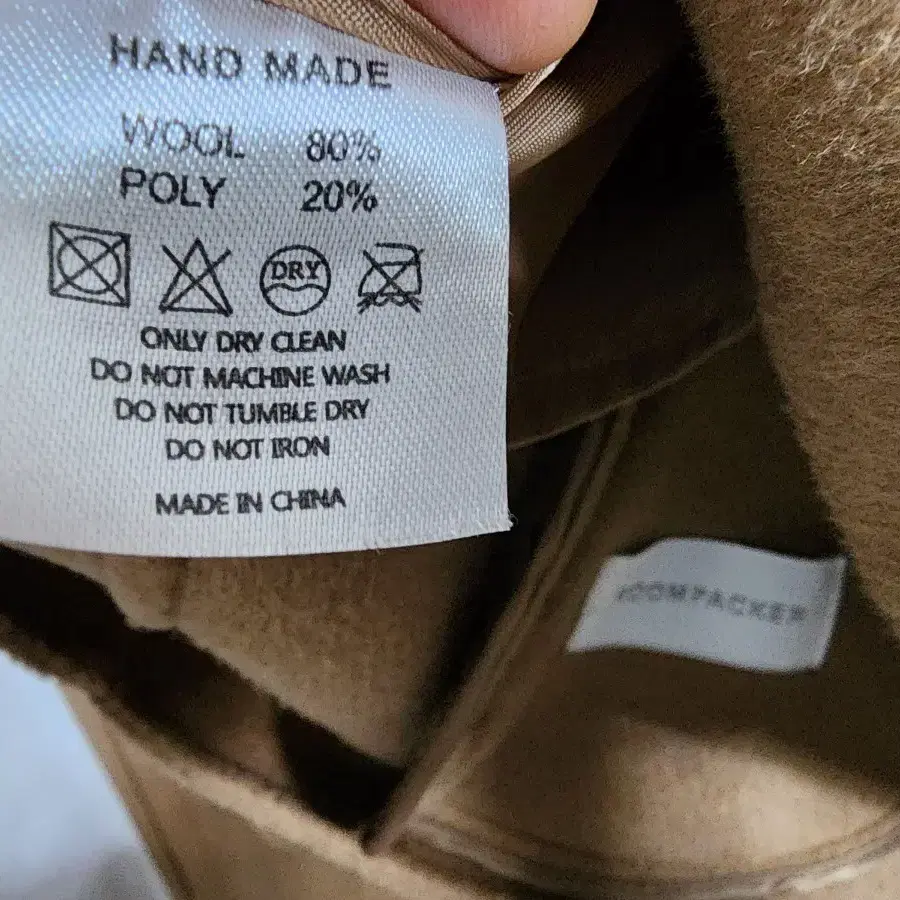 HAND MADE
WOOL 80%
POLY 20%
DRY
ONLY DRY CLEAN
DO NOT MACHINE WASH
DO NOT TUMBLE DRY
DO NOT IRON
MADE IN CHINA